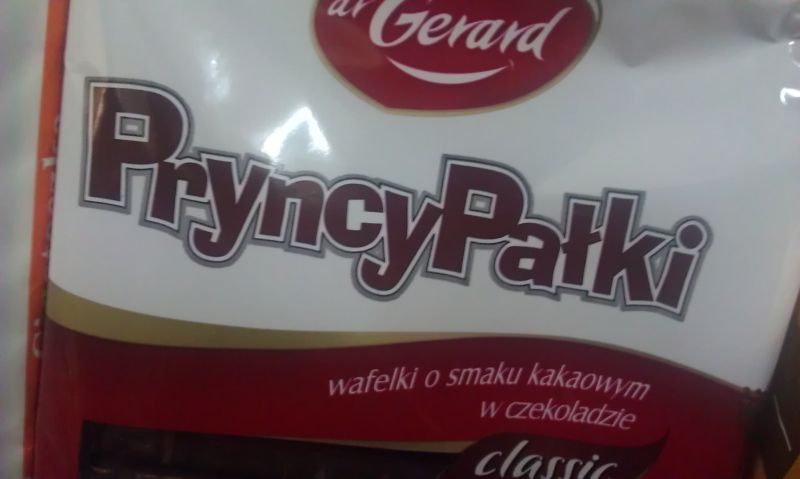 dr
Gerard
PryncyPałki
wafelki o smaku kakaowym
w czekoladzie
classic